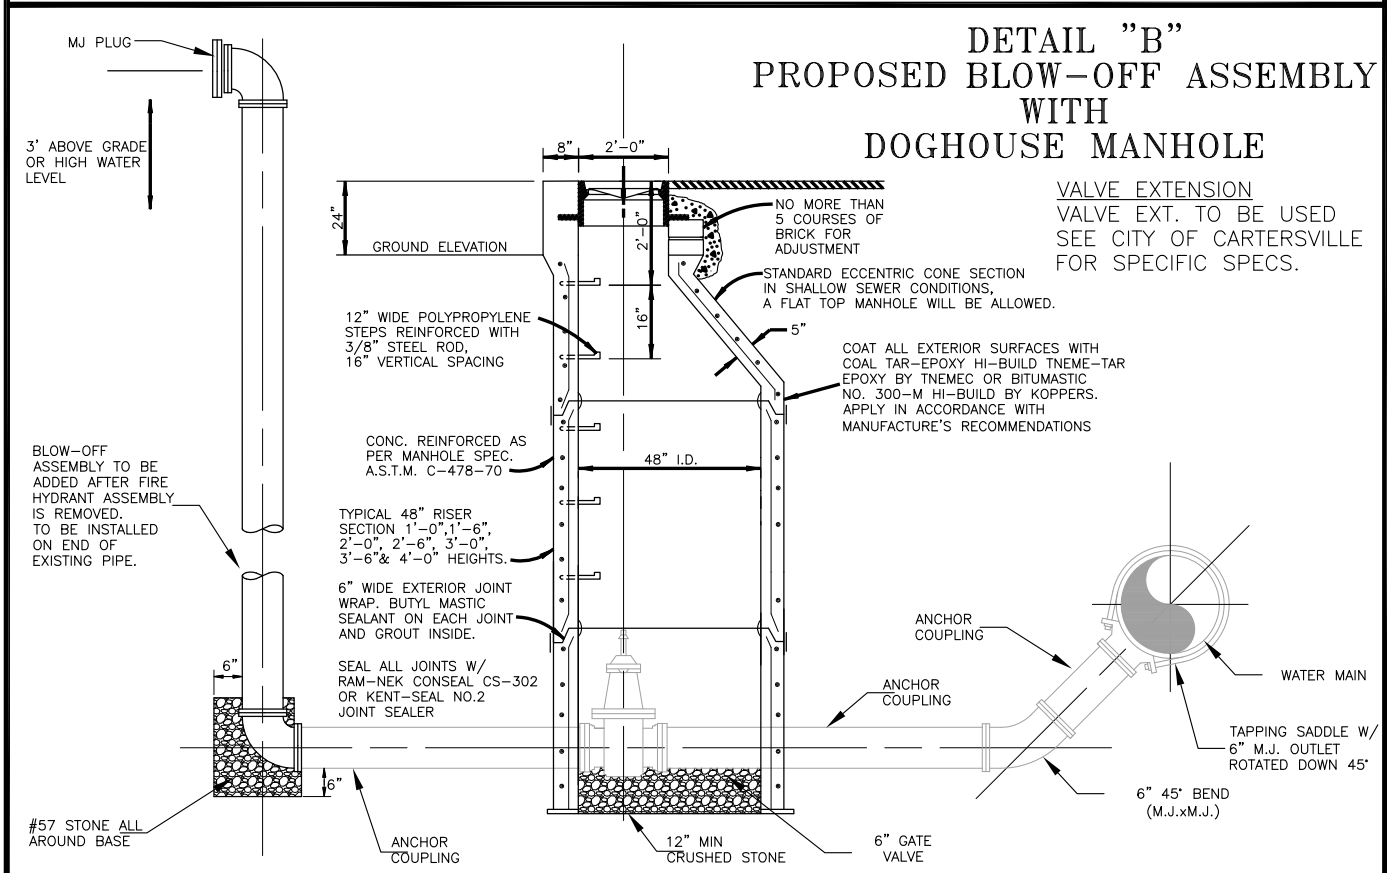 DETAIL "B"
PROPOSED BLOW-OFF ASSEMBLY
WITH
DOGHOUSE MANHOLE
VALVE EXTENSION
VALVE EXT. TO BE USED
SEE CITY OF CARTERSVILLE
FOR SPECIFIC SPECS.
MJ PLUG
3' ABOVE GRADE
OR HIGH WATER
LEVEL
8"
2'-0"
24"
GROUND ELEVATION
2'-0"
16"
NO MORE THAN
5 COURSES OF
BRICK FOR
ADJUSTMENT
STANDARD ECCENTRIC CONE SECTION
IN SHALLOW SEWER CONDITIONS,
A FLAT TOP MANHOLE WILL BE ALLOWED.
12" WIDE POLYPROPYLENE
STEPS REINFORCED WITH
3/8" STEEL ROD,
16" VERTICAL SPACING
5"
COAT ALL EXTERIOR SURFACES WITH
COAL TAR-EPOXY HI-BUILD TNEME-TAR
EPOXY BY TNEMEC OR BITUMASTIC
NO. 300-M HI-BUILD BY KOPPERS.
APPLY IN ACCORDANCE WITH
MANUFACTURE'S RECOMMENDATIONS
CONC. REINFORCED AS
PER MANHOLE SPEC.
A.S.T.M. C-478-70
48" I.D.
BLOW-OFF
ASSEMBLY TO BE
ADDED AFTER FIRE
HYDRANT ASSEMBLY
IS REMOVED.
TO BE INSTALLED
ON END OF
EXISTING PIPE.
TYPICAL 48" RISER
SECTION 1'-0",1'-6",
2'-0", 2'-6", 3'-0",
3'-6"& 4'-0" HEIGHTS.
6" WIDE EXTERIOR JOINT
WRAP. BUTYL MASTIC
SEALANT ON EACH JOINT
AND GROUT INSIDE.
SEAL ALL JOINTS W/
RAM-NEK CONSEAL CS-302
OR KENT-SEAL NO.2
JOINT SEALER
6"
6"
#57 STONE ALL
AROUND BASE
ANCHOR
COUPLING
12" MIN
CRUSHED STONE
6" GATE
VALVE
ANCHOR
COUPLING
ANCHOR
COUPLING
WATER MAIN
TAPPING SADDLE W/
6" M.J. OUTLET
ROTATED DOWN 45°
6" 45° BEND
(M.J.xM.J.)